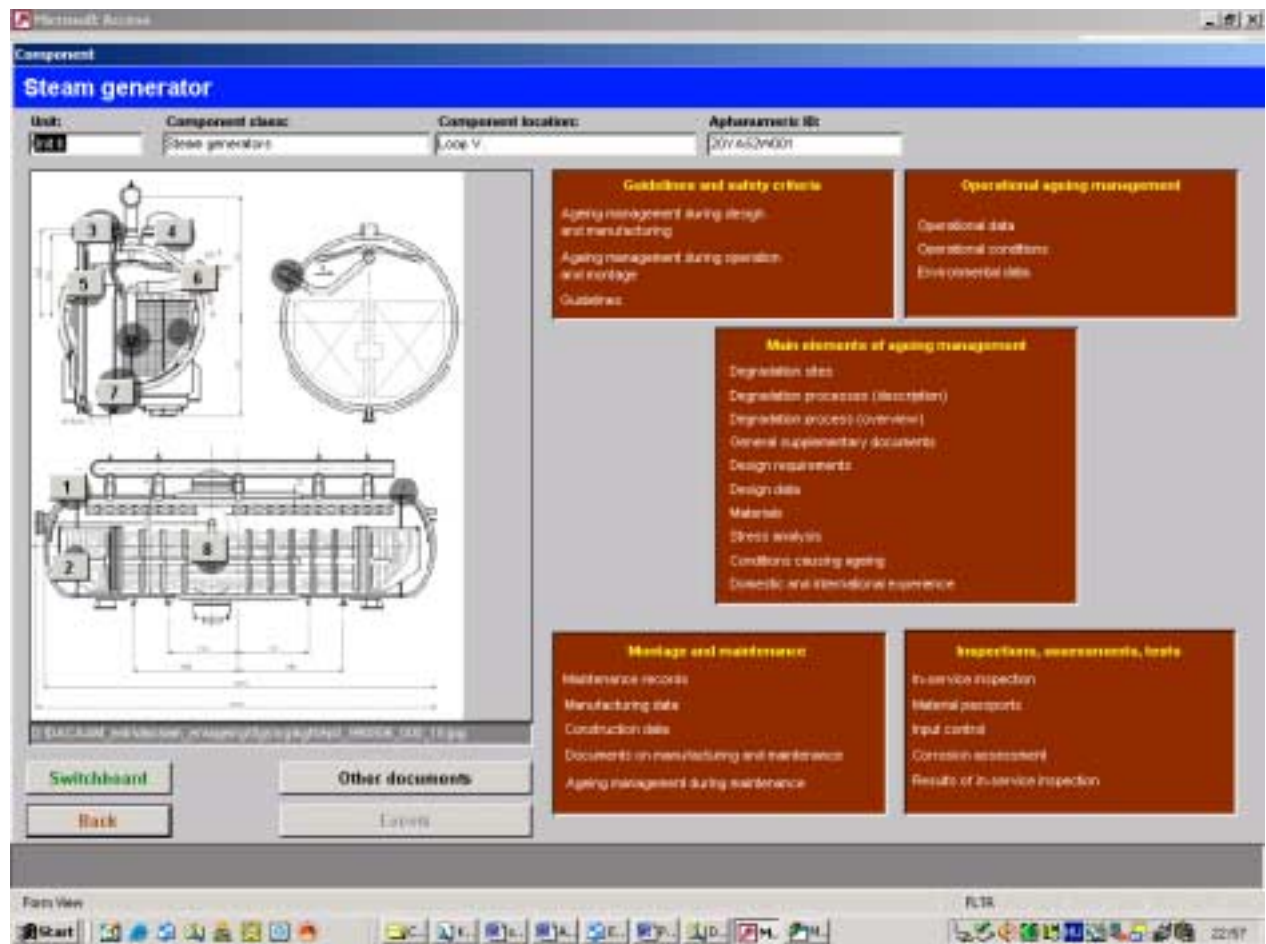 Microsoft Access
Component
Steam generator
Unit:
Component class:
Component location:
Aphanumeric ID:
Steam generators
Loop V
3
4
5
6
7
1
2
8
Guidelines and safety criteria
Ageing management during design
and manufacturing
Ageing management during operation
and montage
Guidelines
Operational ageing management
Operational data
Operational conditions
Environmental data
Main elements of ageing management
Degradation sites
Degradation processes (description)
Degradation process (overview)
General supplementary documents
Design requirements
Design data
Materials
Stress analysis
Conditions causing ageing
Domestic and international experience
Montage and maintenance
Maintenance records
Manufacturing data
Construction data
Documents on manufacturing and maintenance
Ageing management during maintenance
Inspections, assessments, tests
In-service inspection
Material passports
Input control
Corrosion assessment
Results of in-service inspection
Switchboard
Other documents
Back
Form View
FLTR
Start
22:57